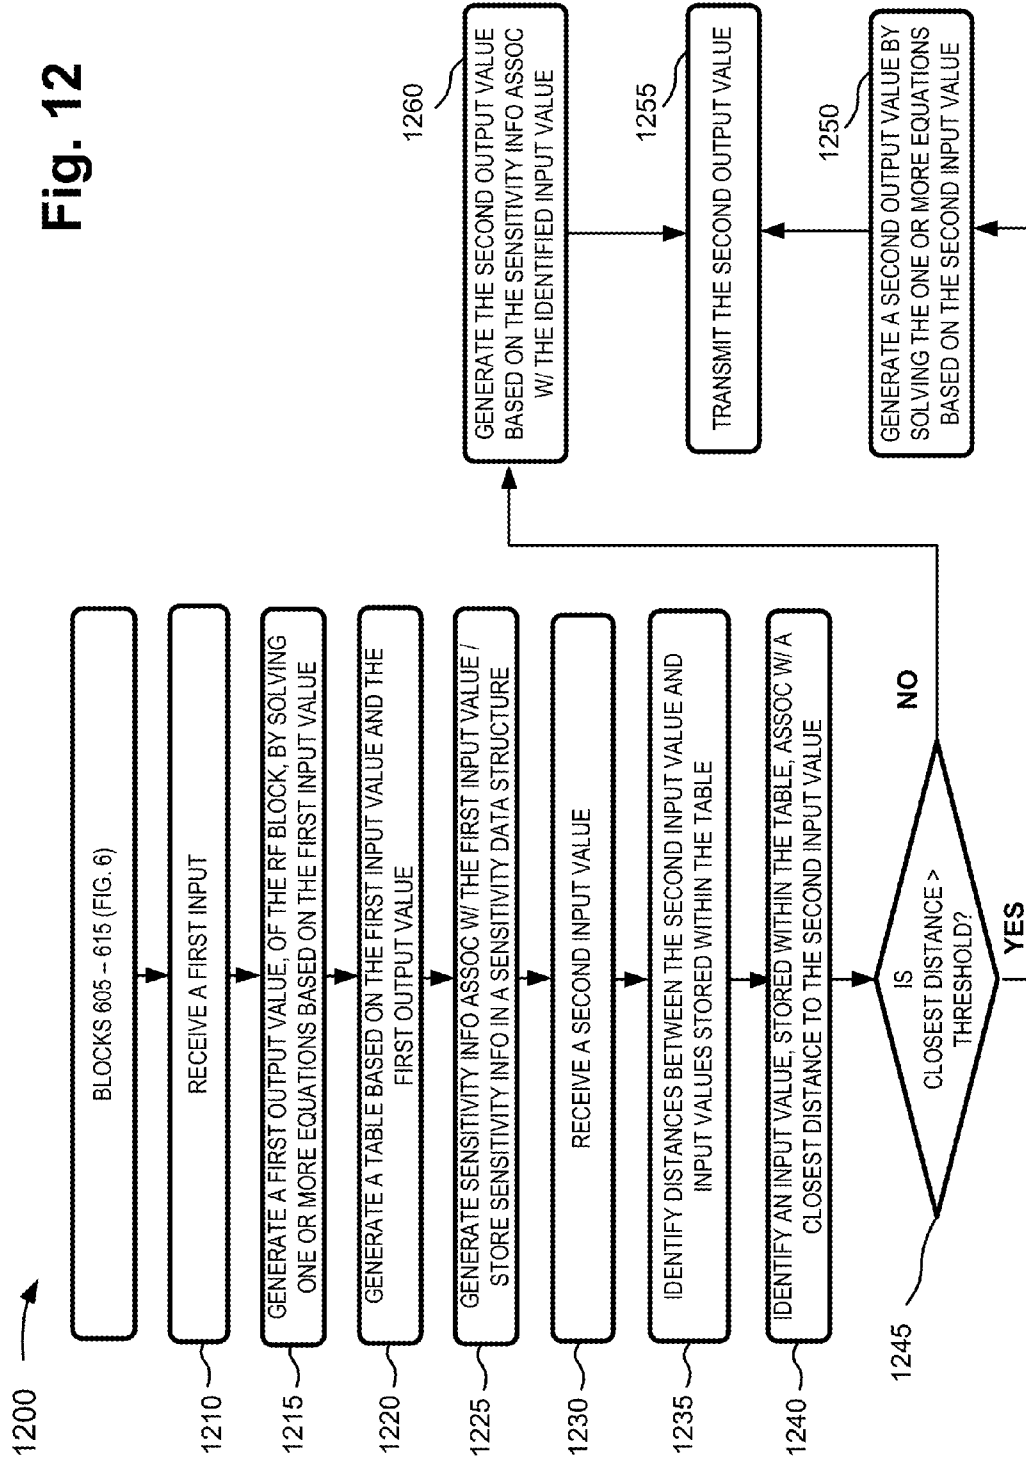 Fig. 12
1200
BLOCKS 605 – 615 (FIG. 6)
1210
RECEIVE A FIRST INPUT
1215
GENERATE A FIRST OUTPUT VALUE, OF THE RF BLOCK, BY SOLVING
ONE OR MORE EQUATIONS BASED ON THE FIRST INPUT VALUE
1220
GENERATE A TABLE BASED ON THE FIRST INPUT VALUE AND THE
FIRST OUTPUT VALUE
1225
GENERATE SENSITIVITY INFO ASSOC W/ THE FIRST INPUT VALUE /
STORE SENSITIVITY INFO IN A SENSITIVITY DATA STRUCTURE
1230
RECEIVE A SECOND INPUT VALUE
1235
IDENTIFY DISTANCES BETWEEN THE SECOND INPUT VALUE AND
INPUT VALUES STORED WITHIN THE TABLE
1240
IDENTIFY AN INPUT VALUE, STORED WITHIN THE TABLE, ASSOC W/ A
CLOSEST DISTANCE TO THE SECOND INPUT VALUE
1245
IS
CLOSEST DISTANCE >
THRESHOLD?
NO
YES
1260
GENERATE THE SECOND OUTPUT VALUE
BASED ON THE SENSITIVITY INFO ASSOC
W/ THE IDENTIFIED INPUT VALUE
1255
TRANSMIT THE SECOND OUTPUT VALUE
1250
GENERATE A SECOND OUTPUT VALUE BY
SOLVING THE ONE OR MORE EQUATIONS
BASED ON THE SECOND INPUT VALUE